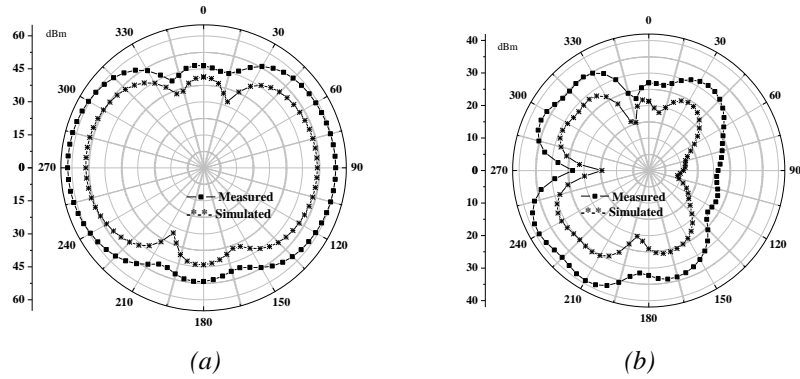 0
60 dBm 330 30
45 300 60
30
15
0 270 90
Measured
15 Simulated
30
240 120
45
60 210 150
180
(a)
0
40 dBm 330 30
30 300 60
20
10
0 270 90
Measured
10 Simulated
20
240 120
30
40 210 150
180
(b)